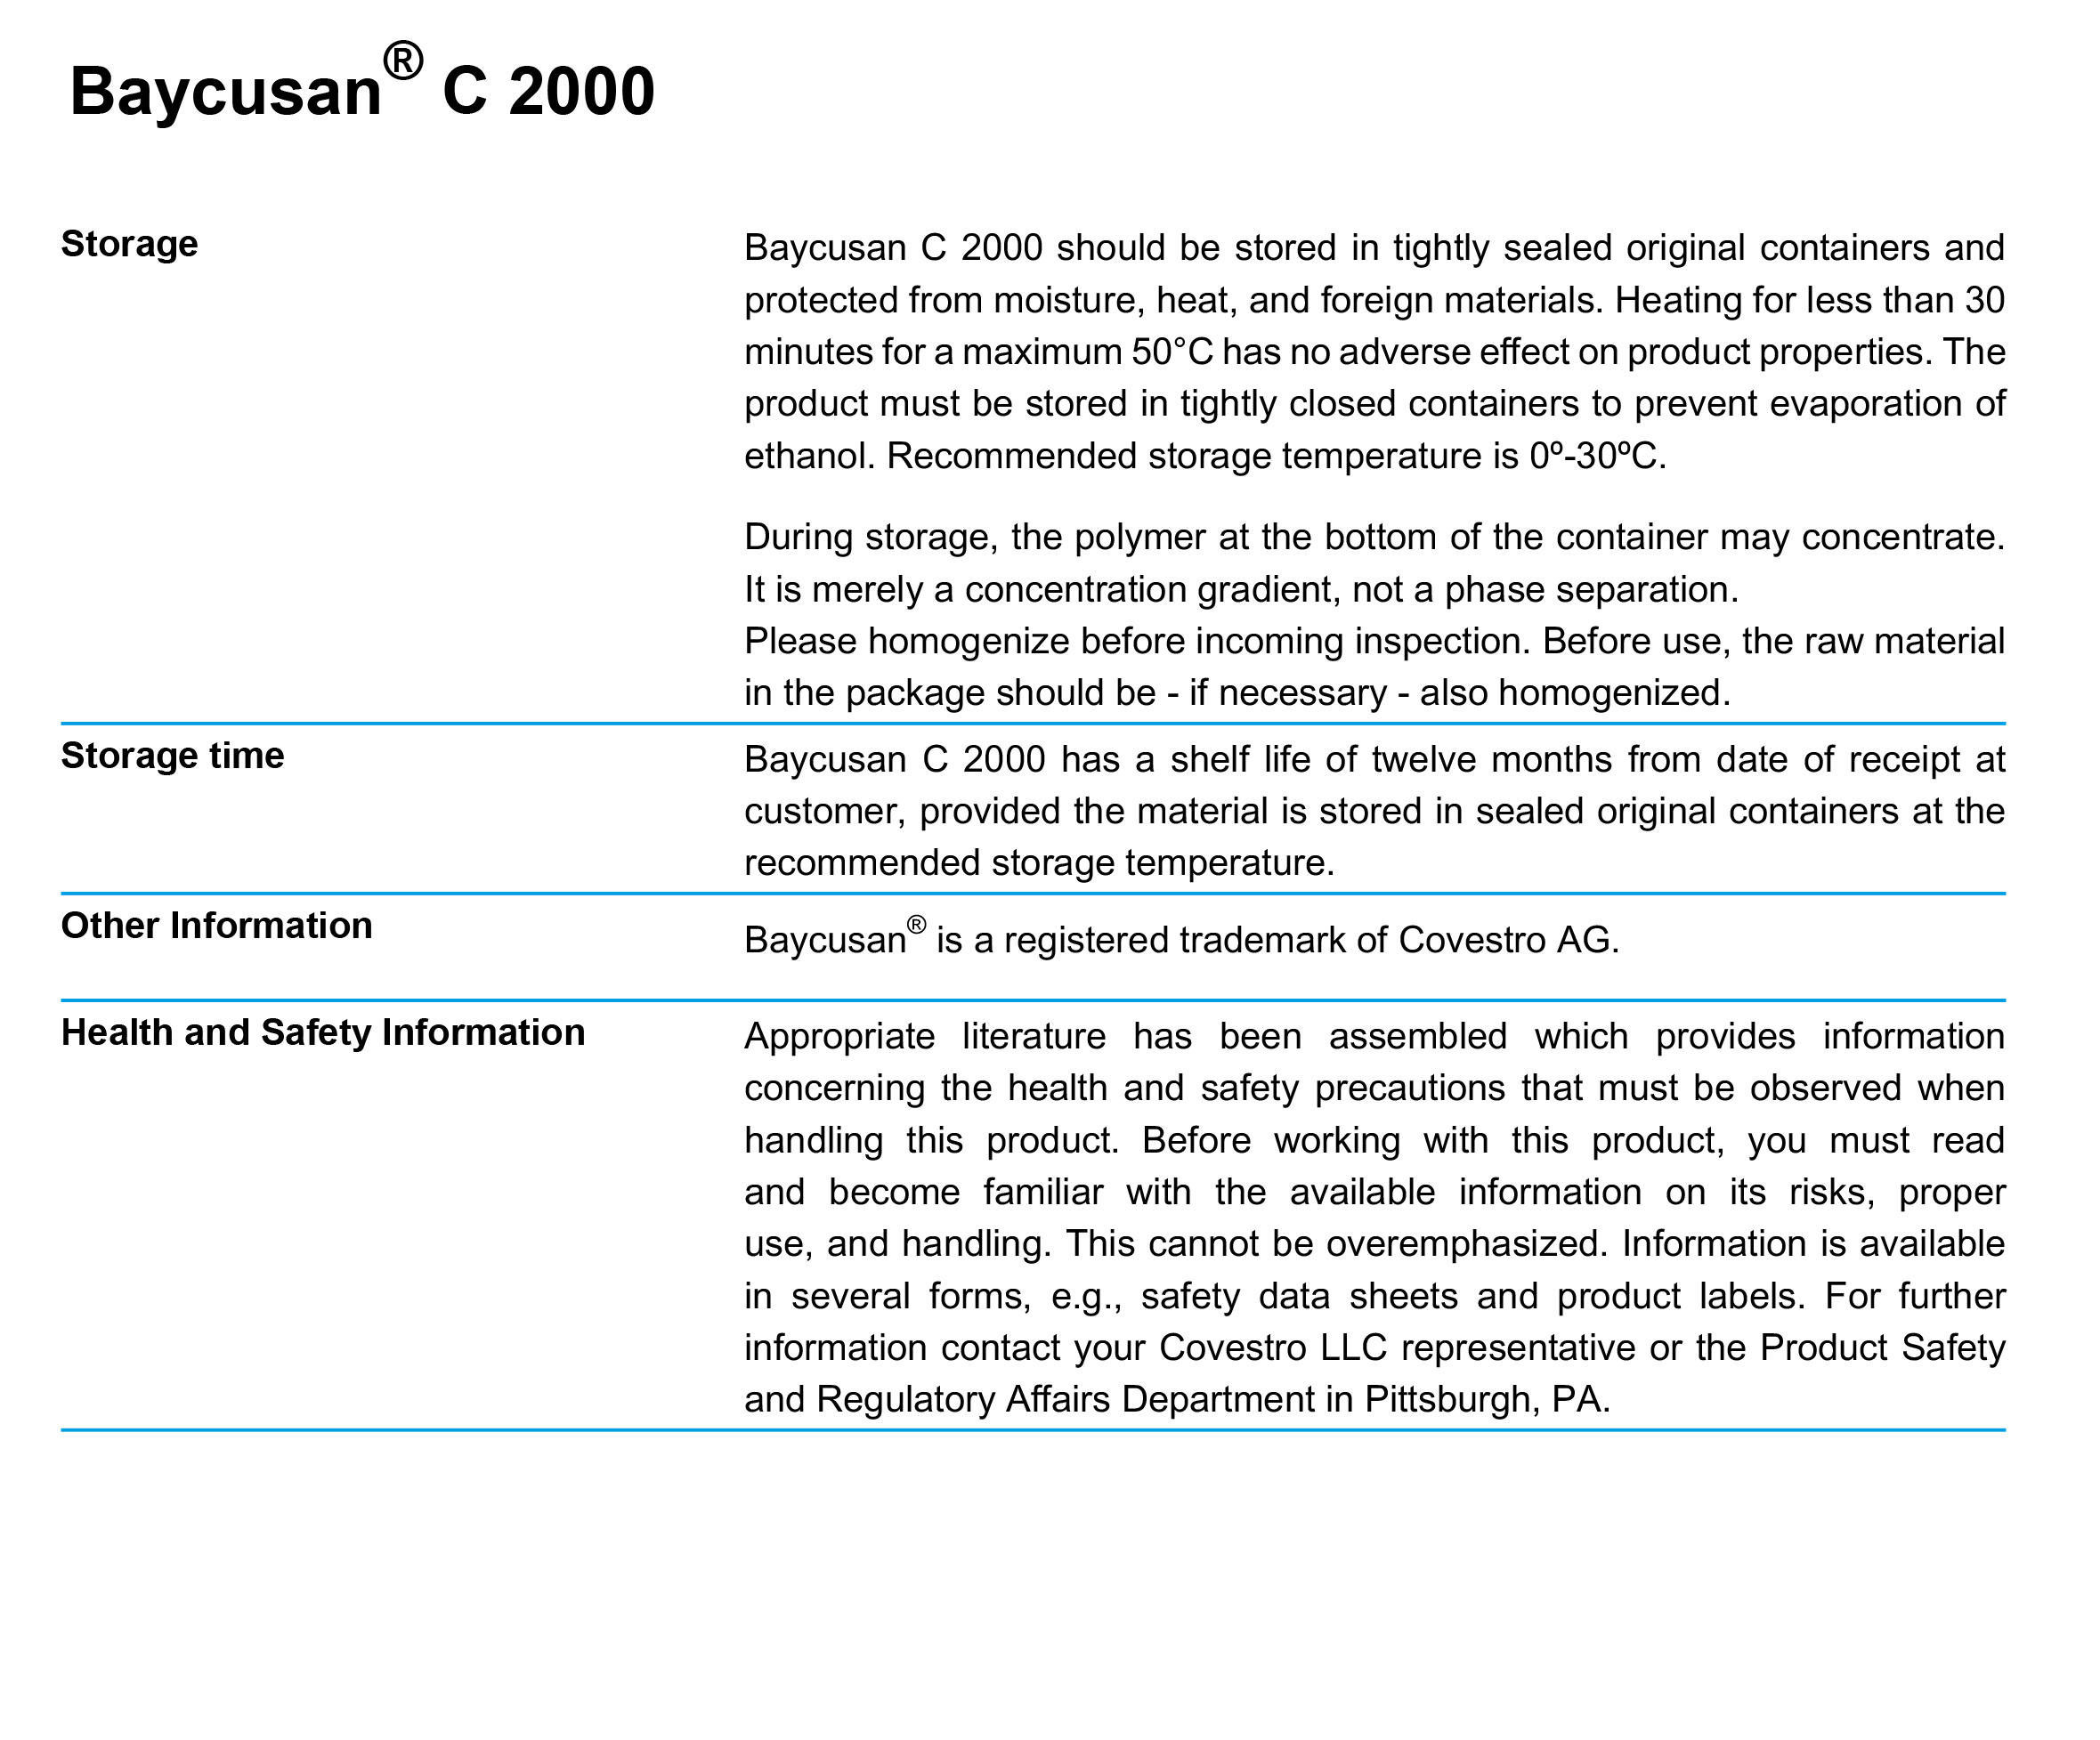 Baycusan® C 2000
Storage
Baycusan C 2000 should be stored in tightly sealed original containers and
protected from moisture, heat, and foreign materials. Heating for less than 30
minutes for a maximum 50°C has no adverse effect on product properties. The
product must be stored in tightly closed containers to prevent evaporation of
ethanol. Recommended storage temperature is 0º-30ºC.
During storage, the polymer at the bottom of the container may concentrate.
It is merely a concentration gradient, not a phase separation.
Please homogenize before incoming inspection. Before use, the raw material
in the package should be - if necessary - also homogenized.
Storage time
Baycusan C 2000 has a shelf life of twelve months from date of receipt at
customer, provided the material is stored in sealed original containers at the
recommended storage temperature.
Other Information
Baycusan® is a registered trademark of Covestro AG.
Health and Safety Information
Appropriate literature has been assembled which provides information
concerning the health and safety precautions that must be observed when
handling this product. Before working with this product, you must read
and become familiar with the available information on its risks, proper
use, and handling. This cannot be overemphasized. Information is available
in several forms, e.g., safety data sheets and product labels. For further
information contact your Covestro LLC representative or the Product Safety
and Regulatory Affairs Department in Pittsburgh, PA.